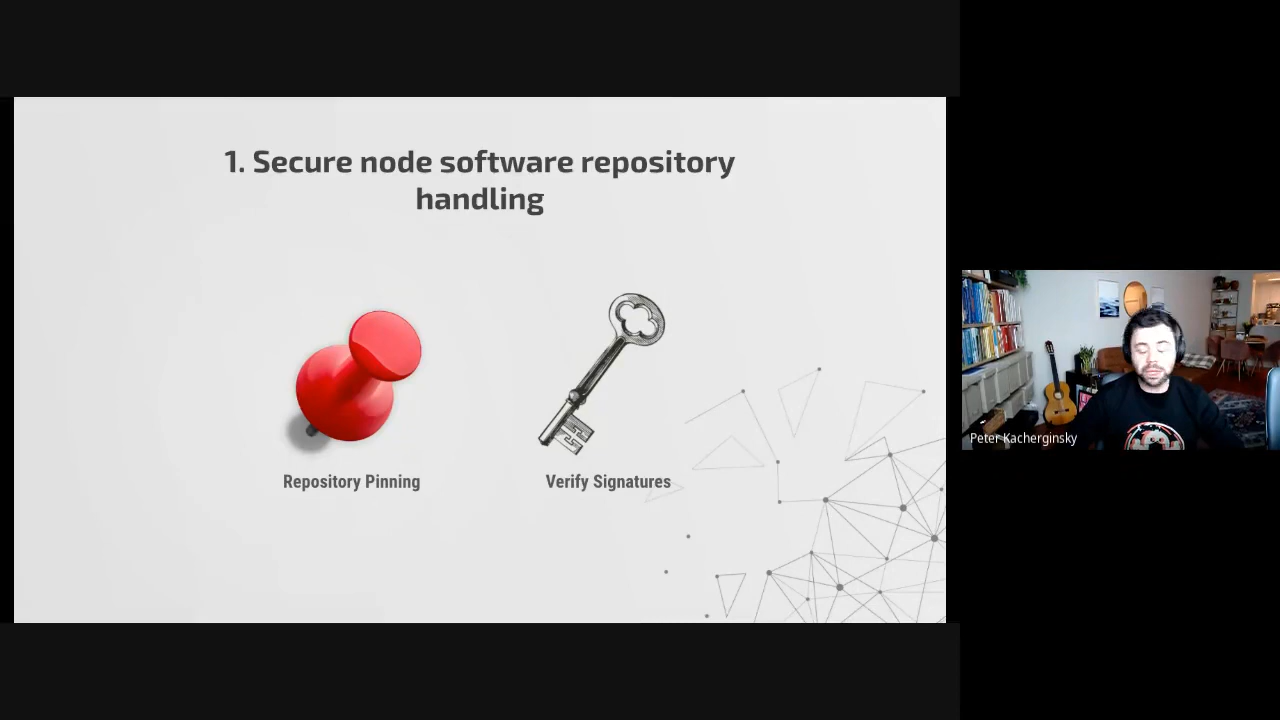 1. Secure node software repository
handling
Repository Pinning
Verify Signatures
Peter Kacherginsky